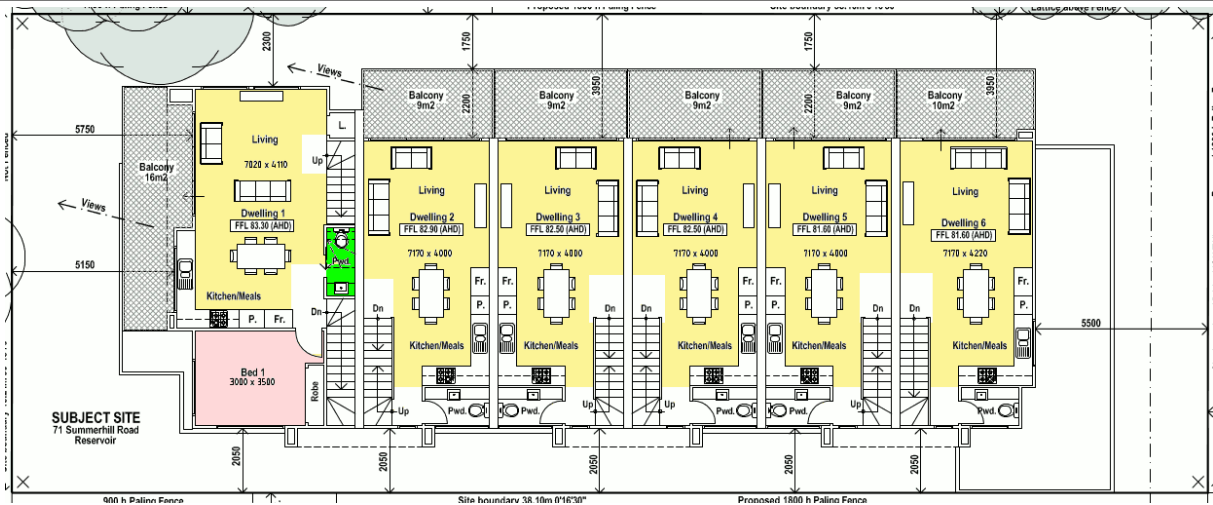 Proposed 1800 h Paling Fence
Lattice above Fence
2300
1750
1750
Views
Balcony
9m2
2200
3950
Balcony
9m2
Balcony
9m2
2200
Balcony
9m2
Balcony
10m2
3950
5750
Living
7020 x 4110
L.
Up
Balcony
16m2
Views
Dwelling 1
FFL 83.30 (AHD)
Pwd.
Living
Dwelling 2
FFL 82.90 (AHD)
7170 x 4000
Living
Dwelling 3
FFL 82.50 (AHD)
7170 x 4000
Living
Dwelling 4
FFL 82.50 (AHD)
7170 x 4000
Living
Dwelling 5
FFL 81.60 (AHD)
7170 x 4000
Living
Dwelling 6
FFL 81.60 (AHD)
7170 x 4220
5150
Kitchen/Meals
P.
Fr.
Dn
Dn
Fr.
P.
Fr.
P.
Dn
Dn
Fr.
P.
Fr.
P.
Dn
Dn
Fr.
P.
Kitchen/Meals
Kitchen/Meals
Kitchen/Meals
Kitchen/Meals
Kitchen/Meals
5500
Bed 1
3000 x 3500
Robe
Up
Pwd.
Pwd.
Up
Up
Pwd.
Pwd.
Up
Up
Pwd.
SUBJECT SITE
71 Summerhill Road
Reservoir
2050
2050
2050
2050
2050
900 h Paling Fence
Site boundary 38.10m 0'16'30"
Proposed 1800 h Paling Fence